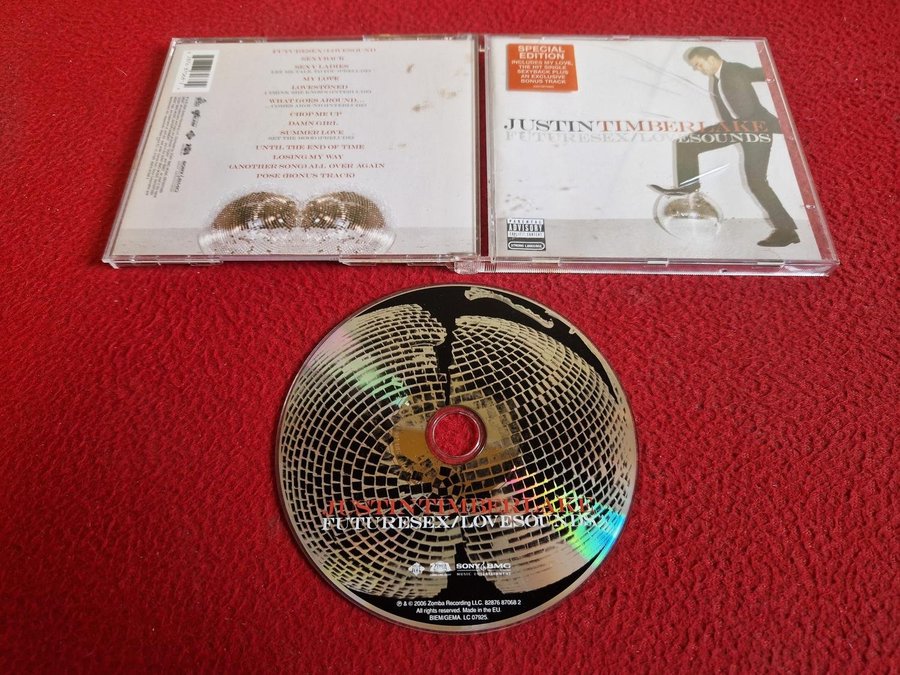 FUTURESEX/LOVESOUND
SEXYBACK
SEXY LADIES
LET ME TALK TO YOU (PRELUDE)
MY LOVE
LOVESTONED
I THINK SHE KNOWS (INTERLUDE)
WHAT GOES AROUND...
...COMES AROUND (INTERLUDE)
CHOP ME UP
DAMN GIRL
SUMMER LOVE
SET THE MOOD (PRELUDE)
UNTIL THE END OF TIME
LOSING MY WAY
(ANOTHER SONG) ALL OVER AGAIN
POSE (BONUS TRACK)
SPECIAL
EDITION
INCLUDES MY LOVE,
THE HIT SINGLE
SEXYBACK PLUS
AN EXCLUSIVE
BONUS TRACK
JUSTINTIMBERLAKE
FUTURESEX/LOVESOUNDS
PARENTAL
ADVISORY
EXPLICIT CONTENT
STRONG LANGUAGE
JUSTINTIMBERLAKE
FUTURESEX/LOVESOUNDS
SONY BMG
MUSIC ENTERTAINMENT
℗ & © 2006 Zomba Recording LLC. 82876 87068 2
All rights reserved. Made in the EU.
BIEM/GEMA. LC 07925.